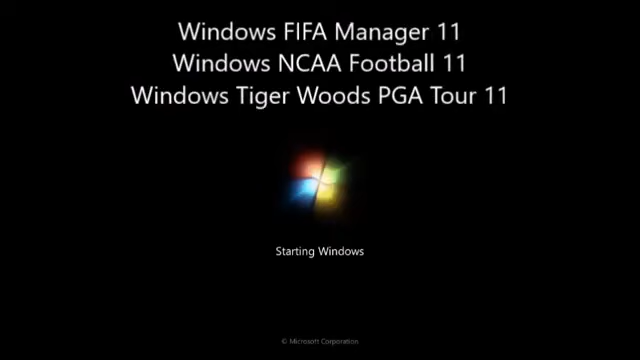 Windows FIFA Manager 11
Windows NCAA Football 11
Windows Tiger Woods PGA Tour 11
Starting Windows
© Microsoft Corporation